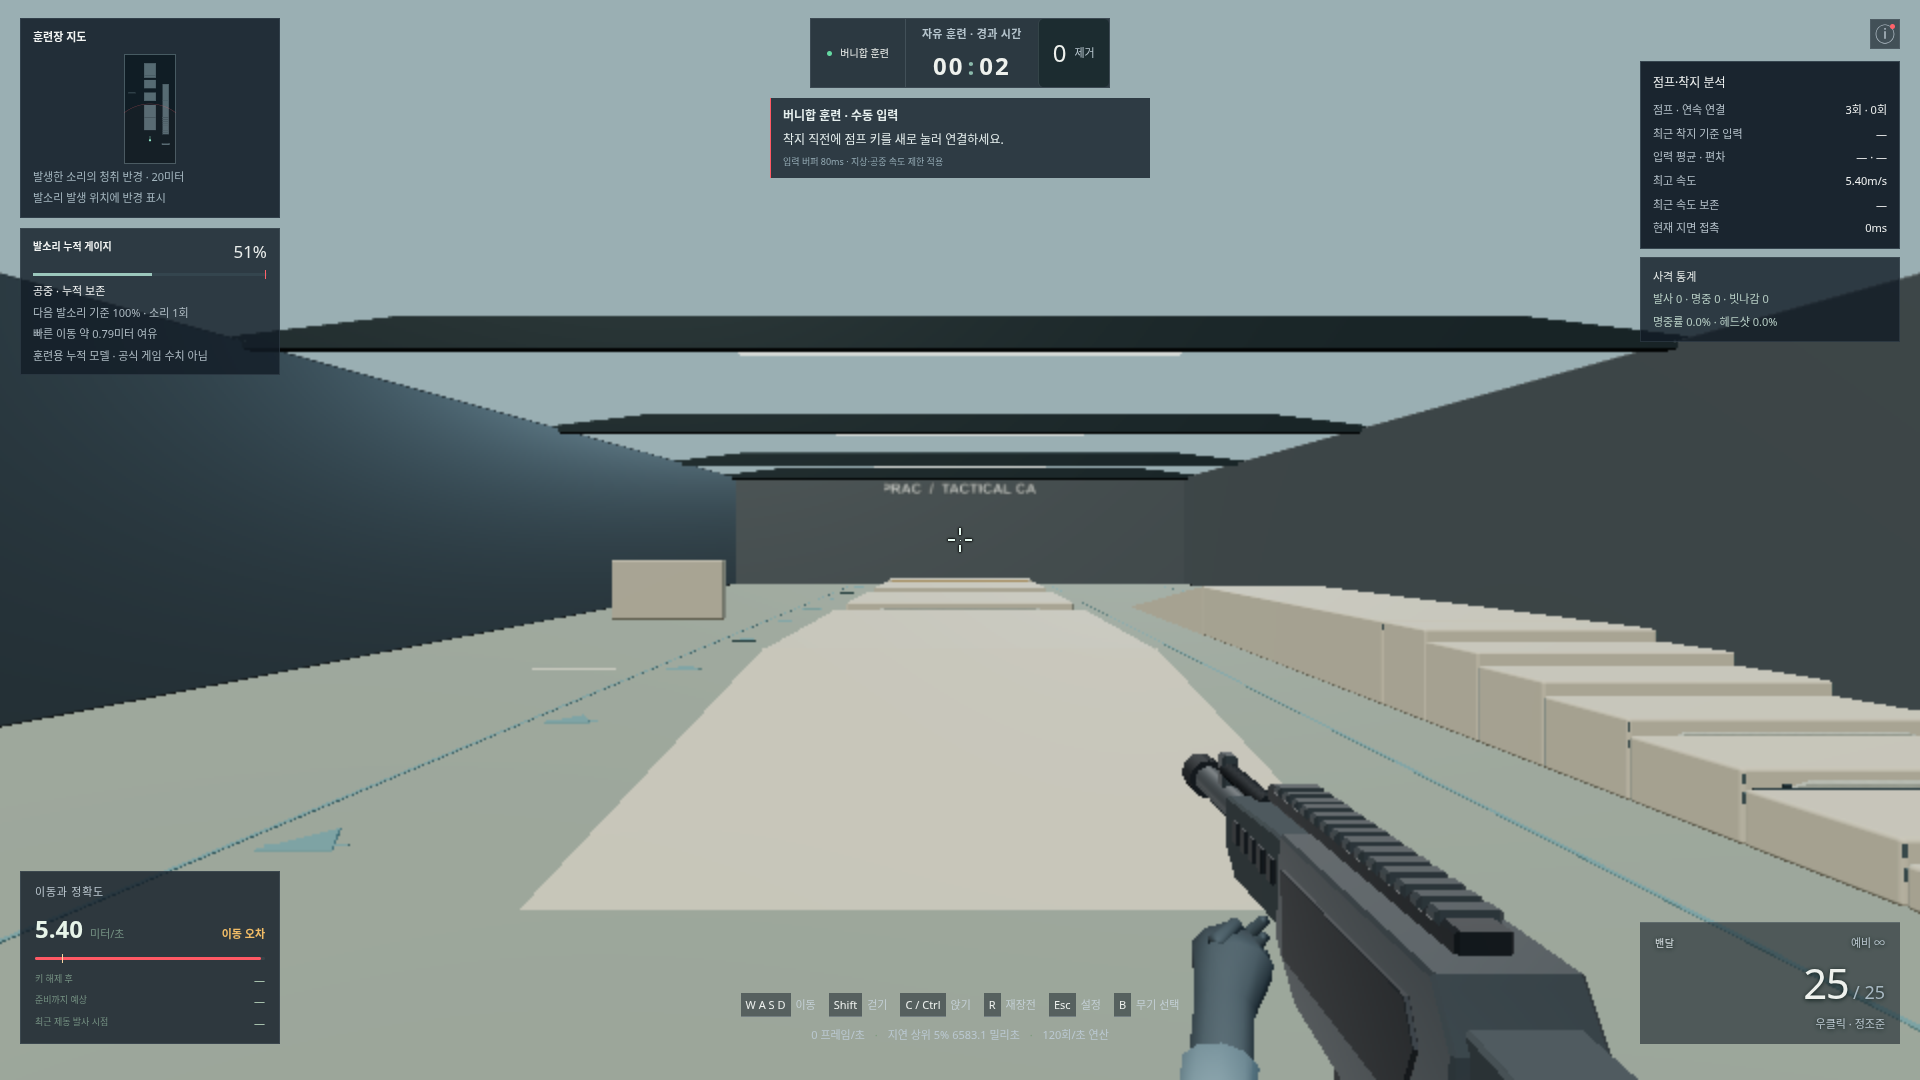 훈련장 지도
발생한 소리의 청취 반경 · 20미터
발소리 발생 위치에 반경 표시
발소리 누적 게이지
51%
공중 · 누적 보존
다음 발소리 기준 100% · 소리 1회
빠른 이동 약 0.79미터 여유
훈련용 누적 모델 · 공식 게임 수치 아님
버니합 훈련
자유 훈련 · 경과 시간
00:02
0 제거
버니합 훈련 · 수동 입력
착지 직전에 점프 키를 새로 눌러 연결하세요.
입력 버퍼 80ms · 지상·공중 속도 제한 적용
점프·착지 분석
점프 · 연속 연결 3회 · 0회
최근 착지 기준 입력 —
입력 평균 · 편차 — · —
최고 속도 5.40m/s
최근 속도 보존 —
현재 지면 접촉 0ms
사격 통계
발사 0 · 명중 0 · 빗나감 0
명중률 0.0% · 헤드샷 0.0%
PRAC / TACTICAL CA
이동과 정확도
5.40 미터/초 이동 오차
키 해제 후 —
준비까지 예상 —
최근 제동 발사 시점 —
W A S D 이동 Shift 걷기 C / Ctrl 앉기 R 재장전 Esc 설정 B 무기 선택
0 프레임/초 · 지연 상위 5% 6583.1 밀리초 · 120회/초 연산
밴달 예비 ∞
25 / 25
우클릭 · 정조준